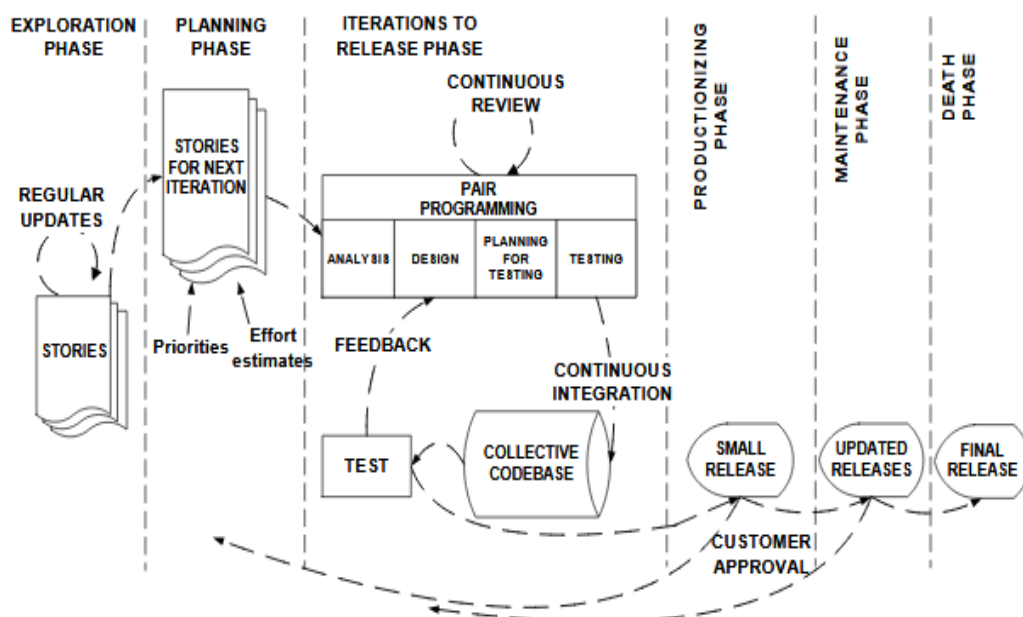 EXPLORATION
PHASE
PLANNING
PHASE
ITERATIONS TO
RELEASE PHASE
PRODUCTIONIZING
PHASE
MAINTENANCE
PHASE
DEATH
PHASE
CONTINUOUS
REVIEW
STORIES
FOR NEXT
ITERATION
REGULAR
UPDATES
PAIR
PROGRAMMING
ANALYSIS
DESIGN
PLANNING
FOR
TESTING
TESTING
STORIES
Priorities
Effort
estimates
FEEDBACK
CONTINUOUS
INTEGRATION
TEST
COLLECTIVE
CODEBASE
SMALL
RELEASE
UPDATED
RELEASES
FINAL
RELEASE
CUSTOMER
APPROVAL